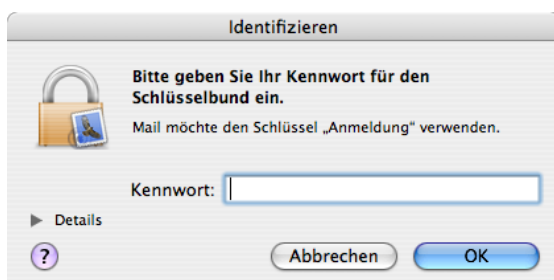 Identifizieren
Bitte geben Sie Ihr Kennwort für den
Schlüsselbund ein.
Mail möchte den Schlüssel „Anmeldung“ verwenden.
Kennwort:
Details
?
Abbrechen
OK